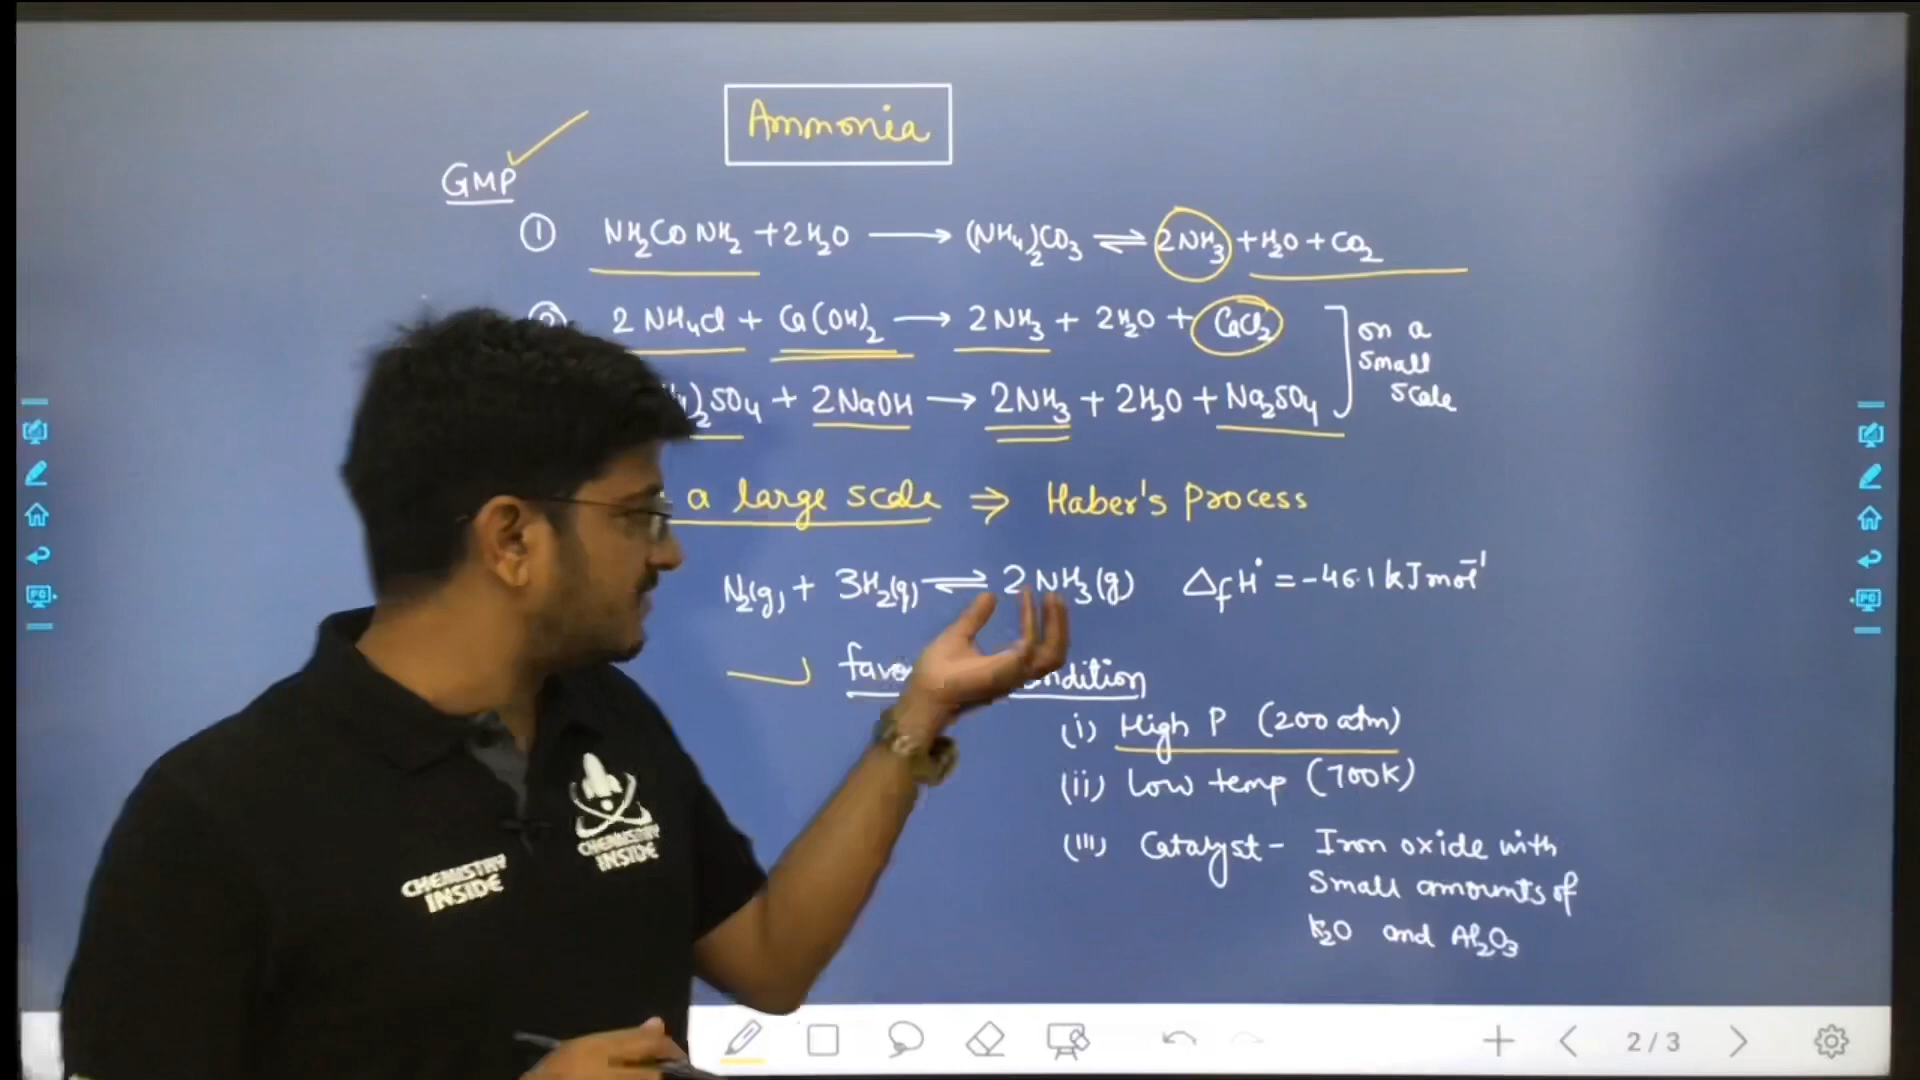 Ammonia
GMP
① NH₂CONH₂ + 2H₂O ⟶ (NH₄)₂CO₃ ⇌ 2NH₃ + H₂O + CO₂
2NH₄Cl + Ca(OH)₂ ⟶ 2NH₃ + 2H₂O + CaCl₂
)₂SO₄ + 2NaOH ⟶ 2NH₃ + 2H₂O + Na₂SO₄
on a
small
scale
a large scale ⇒ Haber's process
N₂(g) + 3H₂(g) ⇌ 2NH₃(g) ΔfH° = -46.1 kJ mol⁻¹
(i) High P (200 atm)
(ii) Low temp (700K)
(iii) Catalyst - Iron oxide with
small amounts of
K₂O and Al₂O₃
CHEMISTRY
INSIDE
CHEMISTRY
INSIDE
2/3